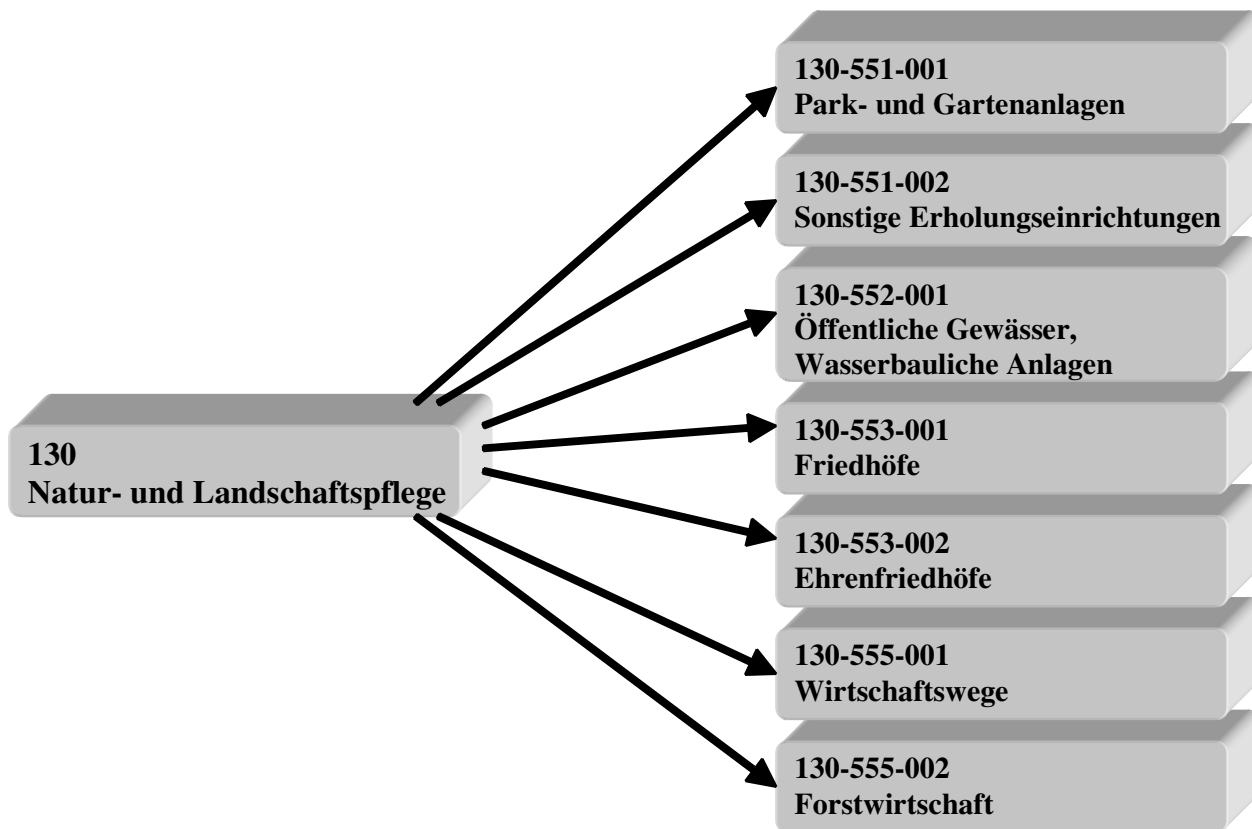 130-551-001
Park- und Gartenanlagen
130-551-002
Sonstige Erholungseinrichtungen
130-552-001
Öffentliche Gewässer,
Wasserbauliche Anlagen
130
Natur- und Landschaftspflege
130-553-001
Friedhöfe
130-553-002
Ehrenfriedhöfe
130-555-001
Wirtschaftswege
130-555-002
Forstwirtschaft